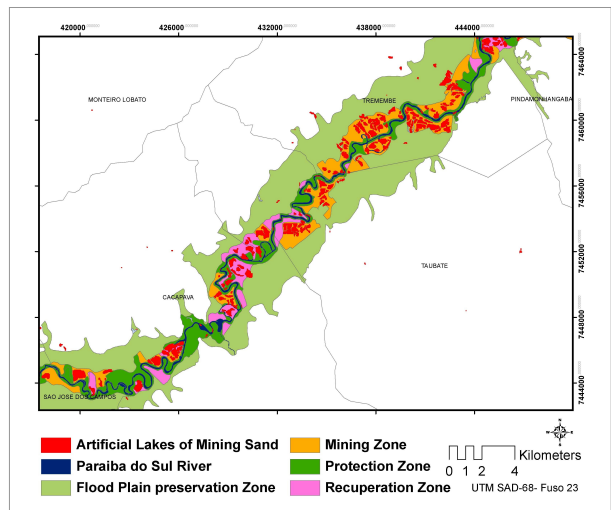 420000 426000 432000 438000 444000
7464000
MONTEIRO LOBATO
TREMEMBE
PINDAMONHANGABA
7460000
7456000
7452000
TAUBATE
CAÇAPAVA
7448000
7444000
SAO JOSE DOS CAMPOS
Artificial Lakes of Mining Sand
Mining Zone
Paraiba do Sul River
Protection Zone
Flood Plain preservation Zone
Recuperation Zone
Kilometers
0 1 2 4
UTM SAD-68- Fuso 23